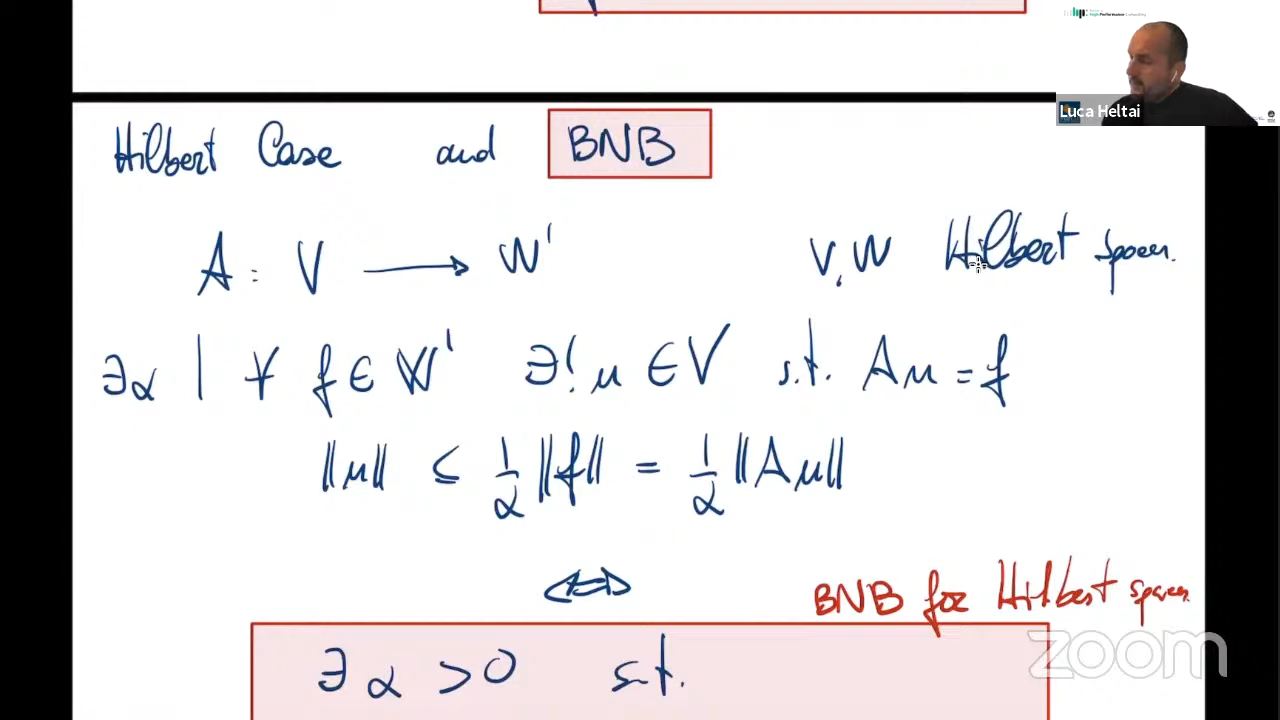 Luca Heltai
Hilbert Case and BNB
A : V → W' V, W Hilbert spaces.
∃α | ∀ f ∈ W' ∃! u ∈ V s.t. Au = f
||u|| ≤ 1/α ||f|| = 1/α ||Au||
⇔
BNB for Hilbert spaces
∃ α > 0 s.t.
zoom